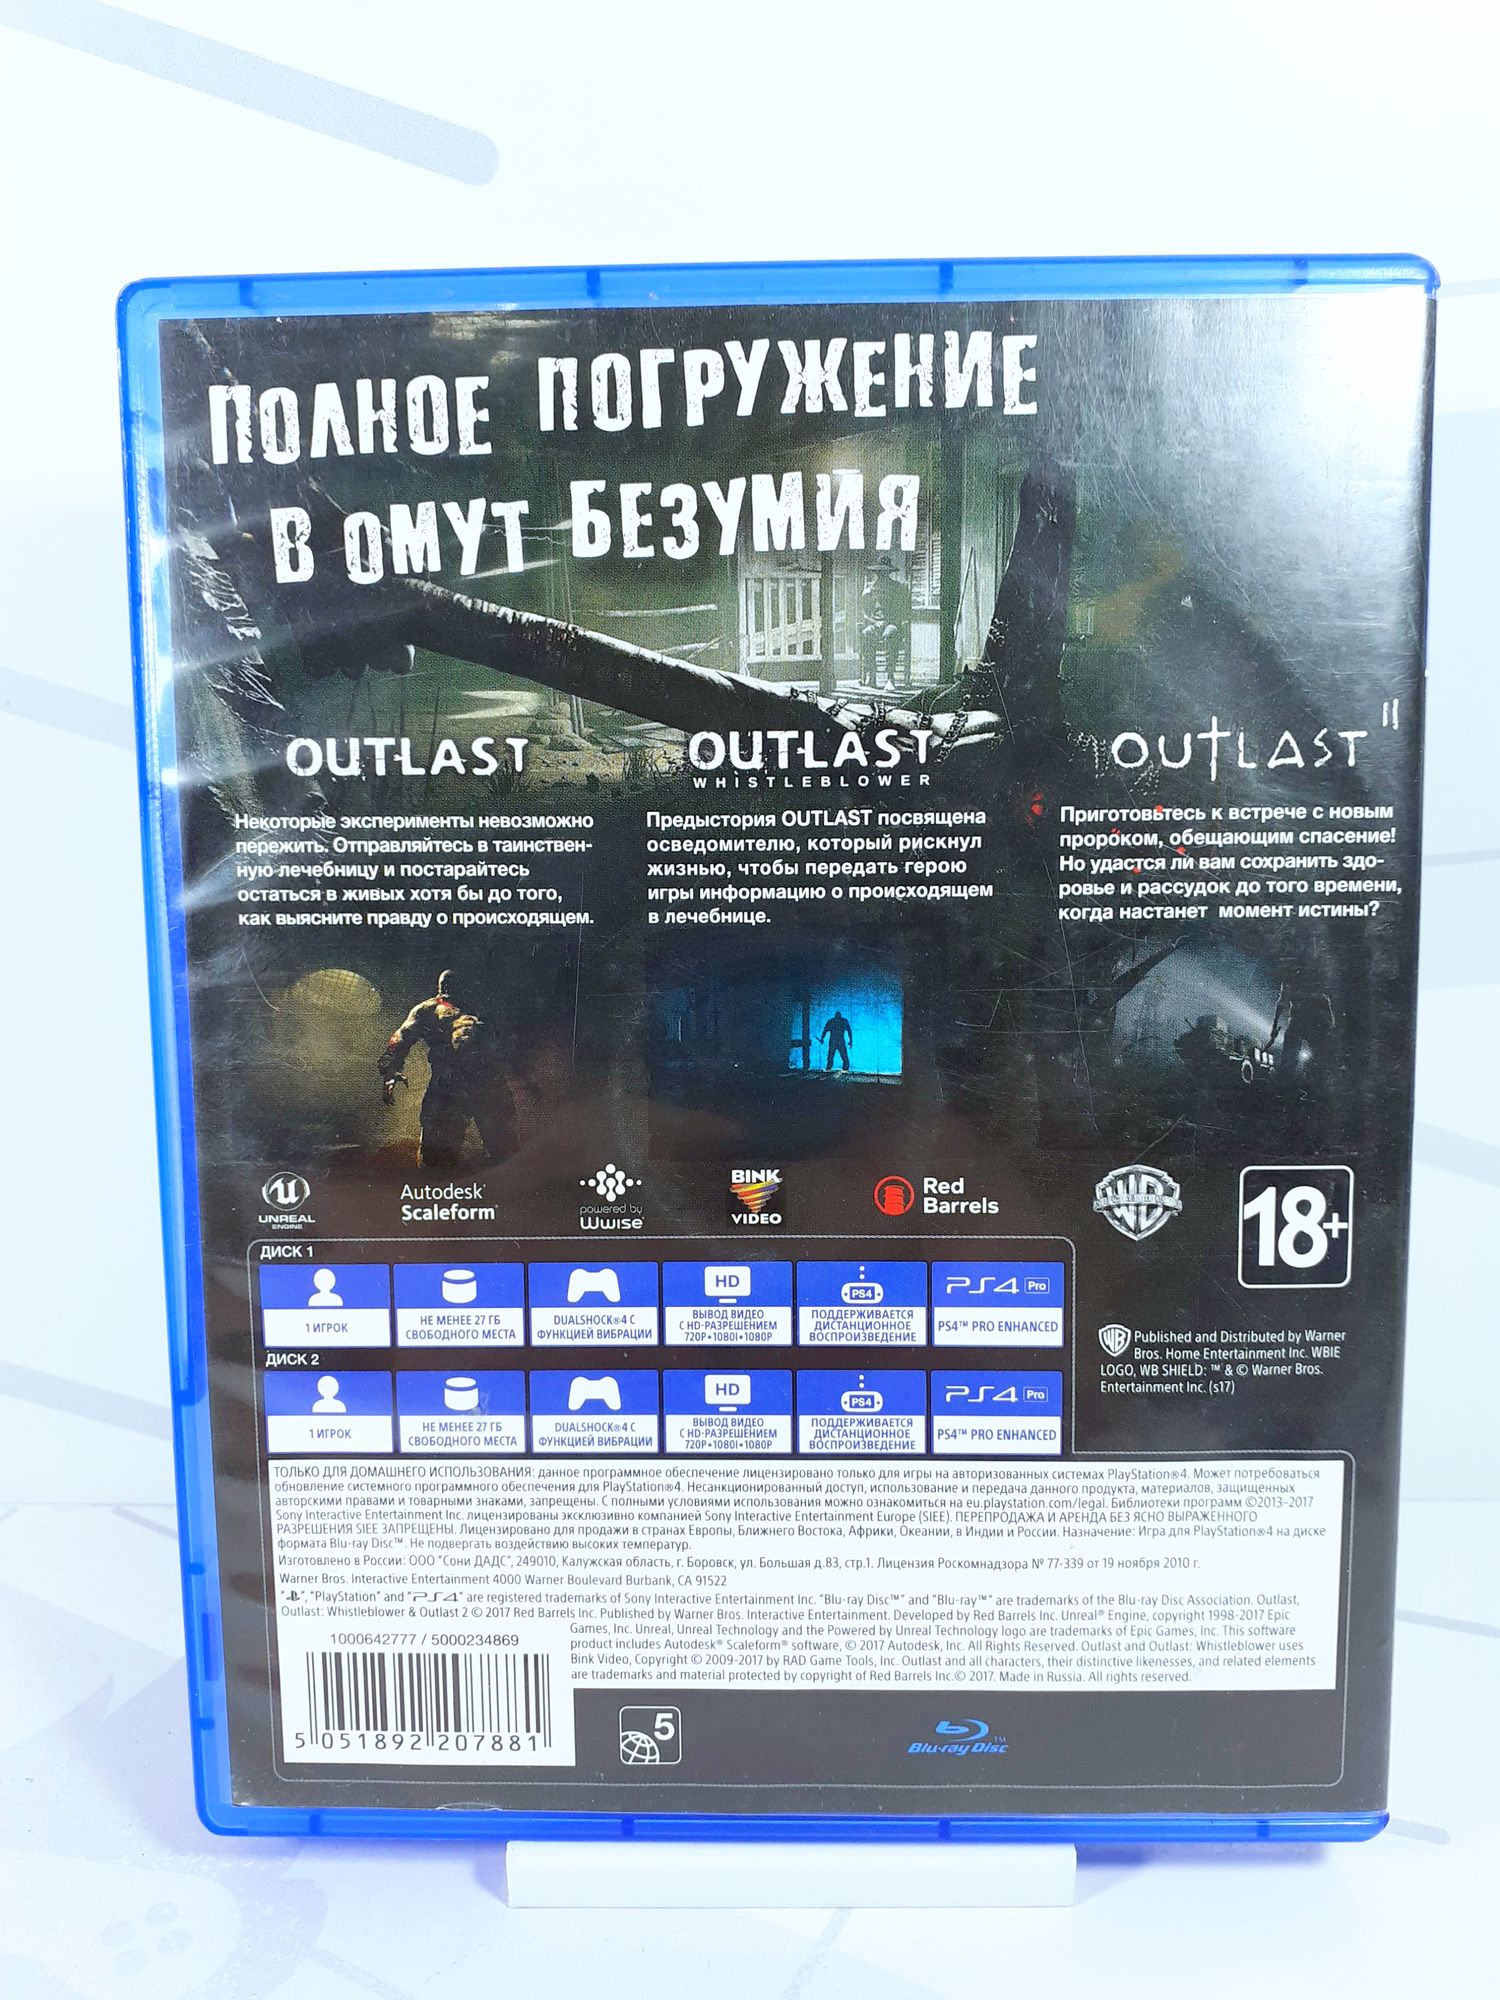 ПОЛНОЕ ПОГРУЖЕНИЕ
В ОМУТ БЕЗУМИЯ
OUTLAST
Некоторые эксперименты невозможно
пережить. Отправляйтесь в таинствен-
ную лечебницу и постарайтесь
остаться в живых хотя бы до того,
как выясните правду о происходящем.
OUTLAST
WHISTLEBLOWER
Предыстория OUTLAST посвящена
осведомителю, который рискнул
жизнью, чтобы передать герою
игры информацию о происходящем
в лечебнице.
OUTLAST II
Приготовьтесь к встрече с новым
пророком, обещающим спасение!
Но удастся ли вам сохранить здо-
ровье и рассудок до того времени,
когда настанет момент истины?
UNREAL
ENGINE
Autodesk®
Scaleform®
powered by
Wwise
BINK
VIDEO
Red
Barrels
WB
18+
ДИСК 1
1 ИГРОК
НЕ МЕНЕЕ 27 ГБ
СВОБОДНОГО МЕСТА
DUALSHOCK®4 С
ФУНКЦИЕЙ ВИБРАЦИИ
HD
ВЫВОД ВИДЕО
С HD-РАЗРЕШЕНИЕМ
720P•1080I•1080P
PS4
ПОДДЕРЖИВАЕТСЯ
ДИСТАНЦИОННОЕ
ВОСПРОИЗВЕДЕНИЕ
PS4 Pro
PS4™ PRO ENHANCED
ДИСК 2
1 ИГРОК
НЕ МЕНЕЕ 27 ГБ
СВОБОДНОГО МЕСТА
DUALSHOCK®4 С
ФУНКЦИЕЙ ВИБРАЦИИ
HD
ВЫВОД ВИДЕО
С HD-РАЗРЕШЕНИЕМ
720P•1080I•1080P
PS4
ПОДДЕРЖИВАЕТСЯ
ДИСТАНЦИОННОЕ
ВОСПРОИЗВЕДЕНИЕ
PS4 Pro
PS4™ PRO ENHANCED
WB Published and Distributed by Warner
Bros. Home Entertainment Inc. WBIE
LOGO, WB SHIELD: ™ & © Warner Bros.
Entertainment Inc. (s17)
ТОЛЬКО ДЛЯ ДОМАШНЕГО ИСПОЛЬЗОВАНИЯ: данное программное обеспечение лицензировано только для игры на авторизованных системах PlayStation®4. Может потребоваться
обновление системного программного обеспечения для PlayStation®4. Несанкционированный доступ, использование и передача данного продукта, материалов, защищенных
авторскими правами и товарными знаками, запрещены. С полными условиями использования можно ознакомиться на eu.playstation.com/legal. Библиотеки программ ©2013–2017
Sony Interactive Entertainment Inc. лицензированы эксклюзивно компанией Sony Interactive Entertainment Europe (SIEE). ПЕРЕПРОДАЖА И АРЕНДА БЕЗ ЯСНО ВЫРАЖЕННОГО
РАЗРЕШЕНИЯ SIEE ЗАПРЕЩЕНЫ. Лицензировано для продажи в странах Европы, Ближнего Востока, Африки, Океании, в Индии и России. Назначение: Игра для PlayStation®4 на диске
формата Blu-ray Disc™. Не подвергать воздействию высоких температур.
Изготовлено в России: ООО "Сони ДАДС", 249010, Калужская область, г. Боровск, ул. Большая д.83, стр.1. Лицензия Роскомнадзора № 77-339 от 19 ноября 2010 г.
Warner Bros. Interactive Entertainment 4000 Warner Boulevard Burbank, CA 91522
"PS", "PlayStation" and "PS4" are registered trademarks of Sony Interactive Entertainment Inc. "Blu-ray Disc™" and "Blu-ray™" are trademarks of the Blu-ray Disc Association. Outlast,
Outlast: Whistleblower & Outlast 2 © 2017 Red Barrels Inc. Published by Warner Bros. Interactive Entertainment. Developed by Red Barrels Inc. Unreal® Engine, copyright 1998-2017 Epic
Games, Inc. Unreal, Unreal Technology and the Powered by Unreal Technology logo are trademarks of Epic Games, Inc. This software
product includes Autodesk® Scaleform® software, © 2017 Autodesk, Inc. All Rights Reserved. Outlast and Outlast: Whistleblower uses
Bink Video, Copyright © 2009-2017 by RAD Game Tools, Inc. Outlast and all characters, their distinctive likenesses, and related elements
are trademarks and material protected by copyright of Red Barrels Inc.© 2017. Made in Russia. All rights reserved.
1000642777 / 5000234869
5 051892 207881
5
Blu-ray Disc™